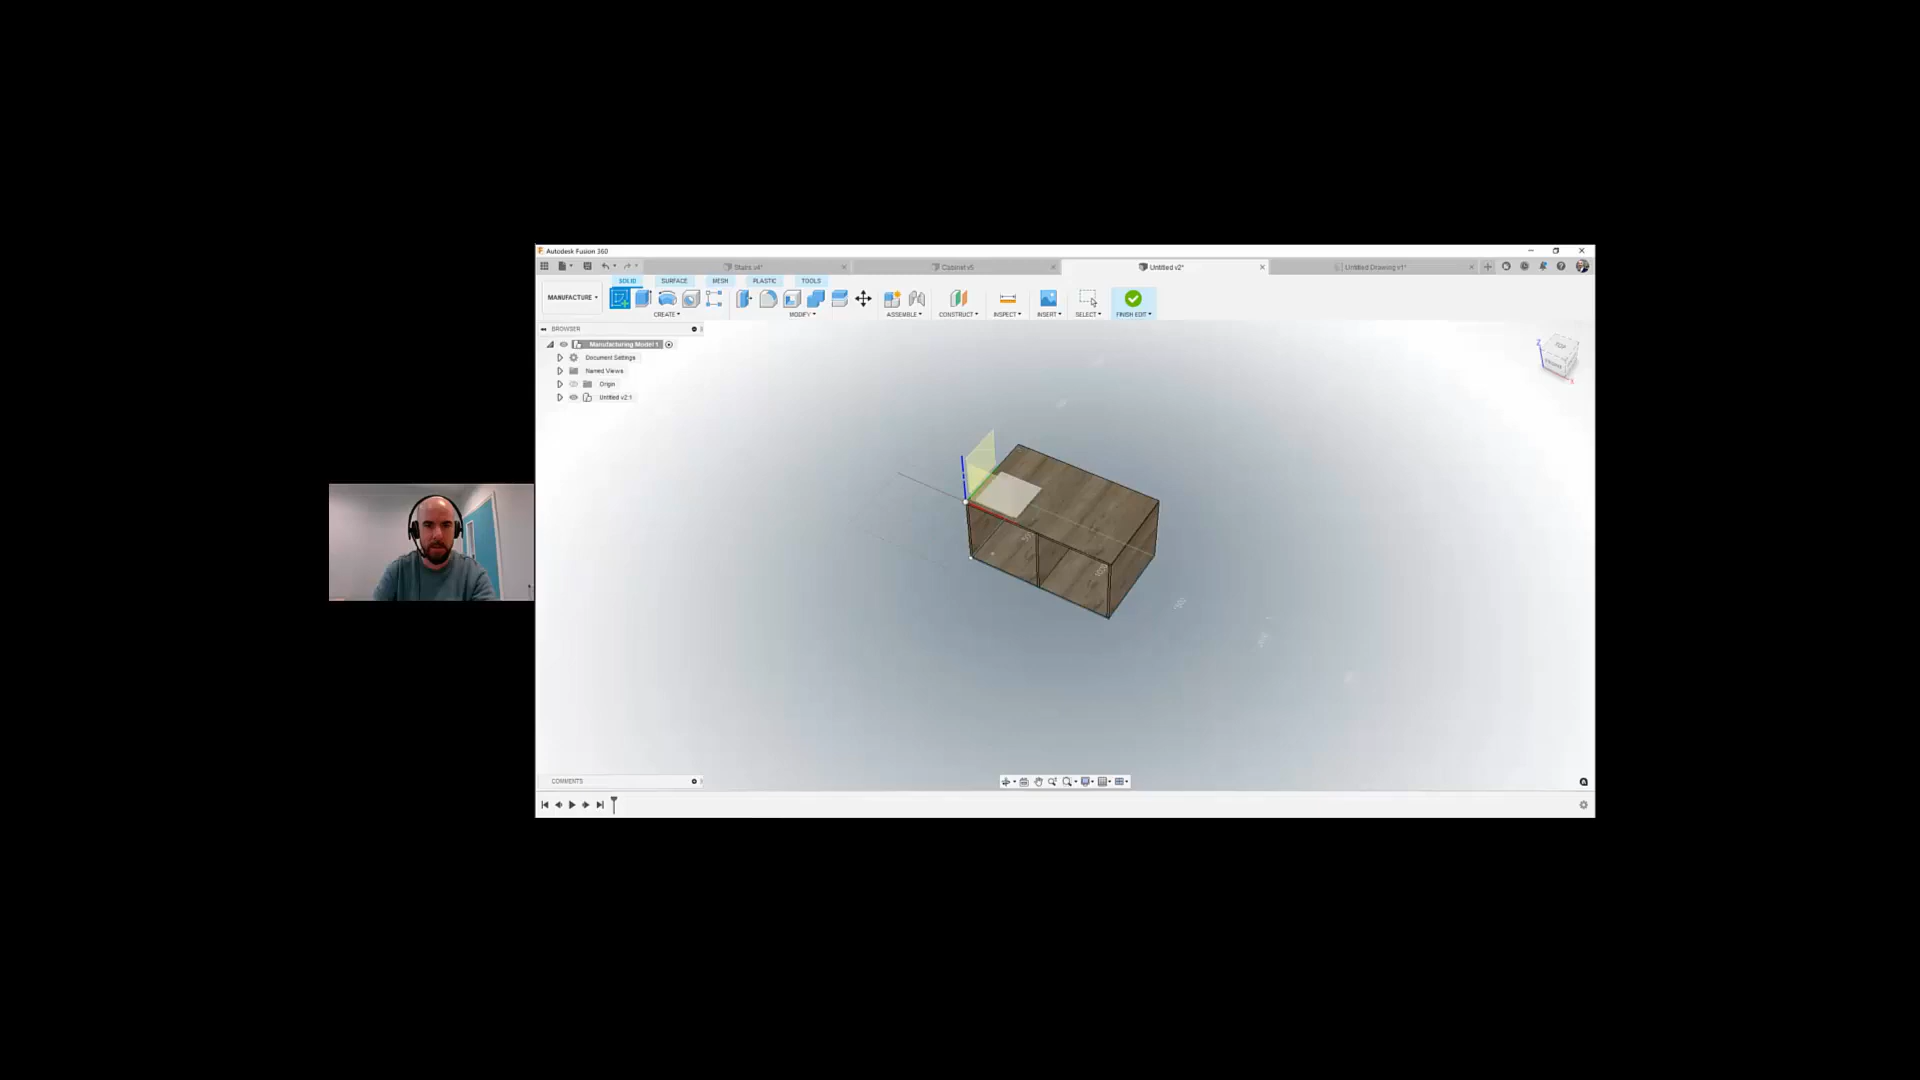 Autodesk Fusion 360
Stairs v4*
Cabinet v5
Untitled v2*
Untitled Drawing v1*
SOLID
SURFACE
MESH
PLASTIC
TOOLS
MANUFACTURE
CREATE
MODIFY
ASSEMBLE
CONSTRUCT
INSPECT
INSERT
SELECT
FINISH EDIT
BROWSER
Manufacturing Model 1
Document Settings
Named Views
Origin
Untitled v2:1
TOP
FRONT
Z
X
COMMENTS